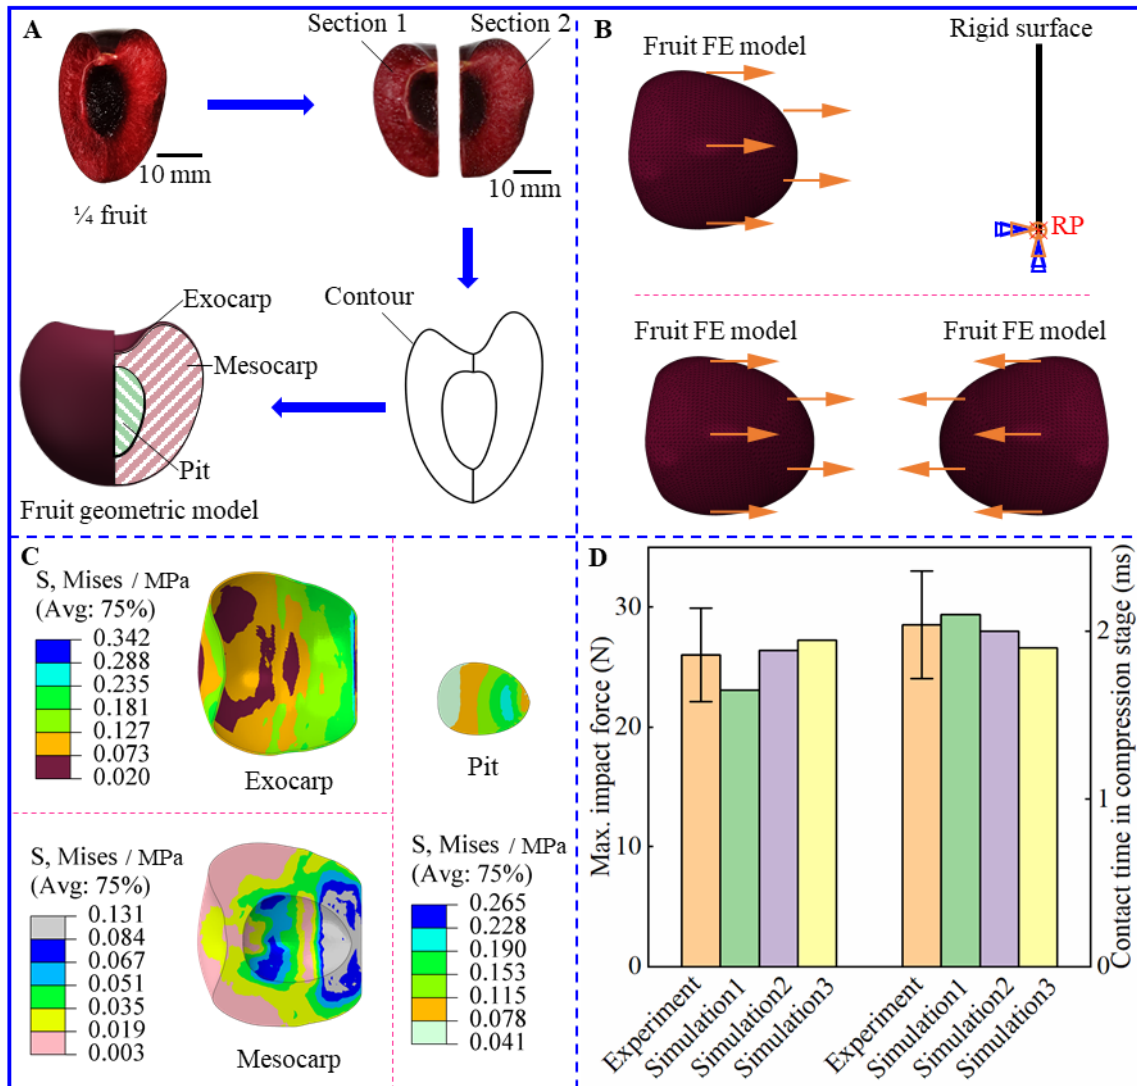 A
Section 1
Section 2
10 mm
10 mm
¼ fruit
Exocarp
Contour
Mesocarp
Pit
Fruit geometric model
B
Fruit FE model
Rigid surface
RP
Fruit FE model
Fruit FE model
C
S, Mises / MPa
(Avg: 75%)
0.342
0.288
0.235
0.181
0.127
0.073
0.020
Exocarp
Pit
S, Mises / MPa
(Avg: 75%)
0.131
0.084
0.067
0.051
0.035
0.019
0.003
Mesocarp
S, Mises / MPa
(Avg: 75%)
0.265
0.228
0.190
0.153
0.115
0.078
0.041
D
Max. impact force (N)
30
20
10
0
Contact time in compression stage (ms)
2
1
0
Experiment
Simulation1
Simulation2
Simulation3
Experiment
Simulation1
Simulation2
Simulation3